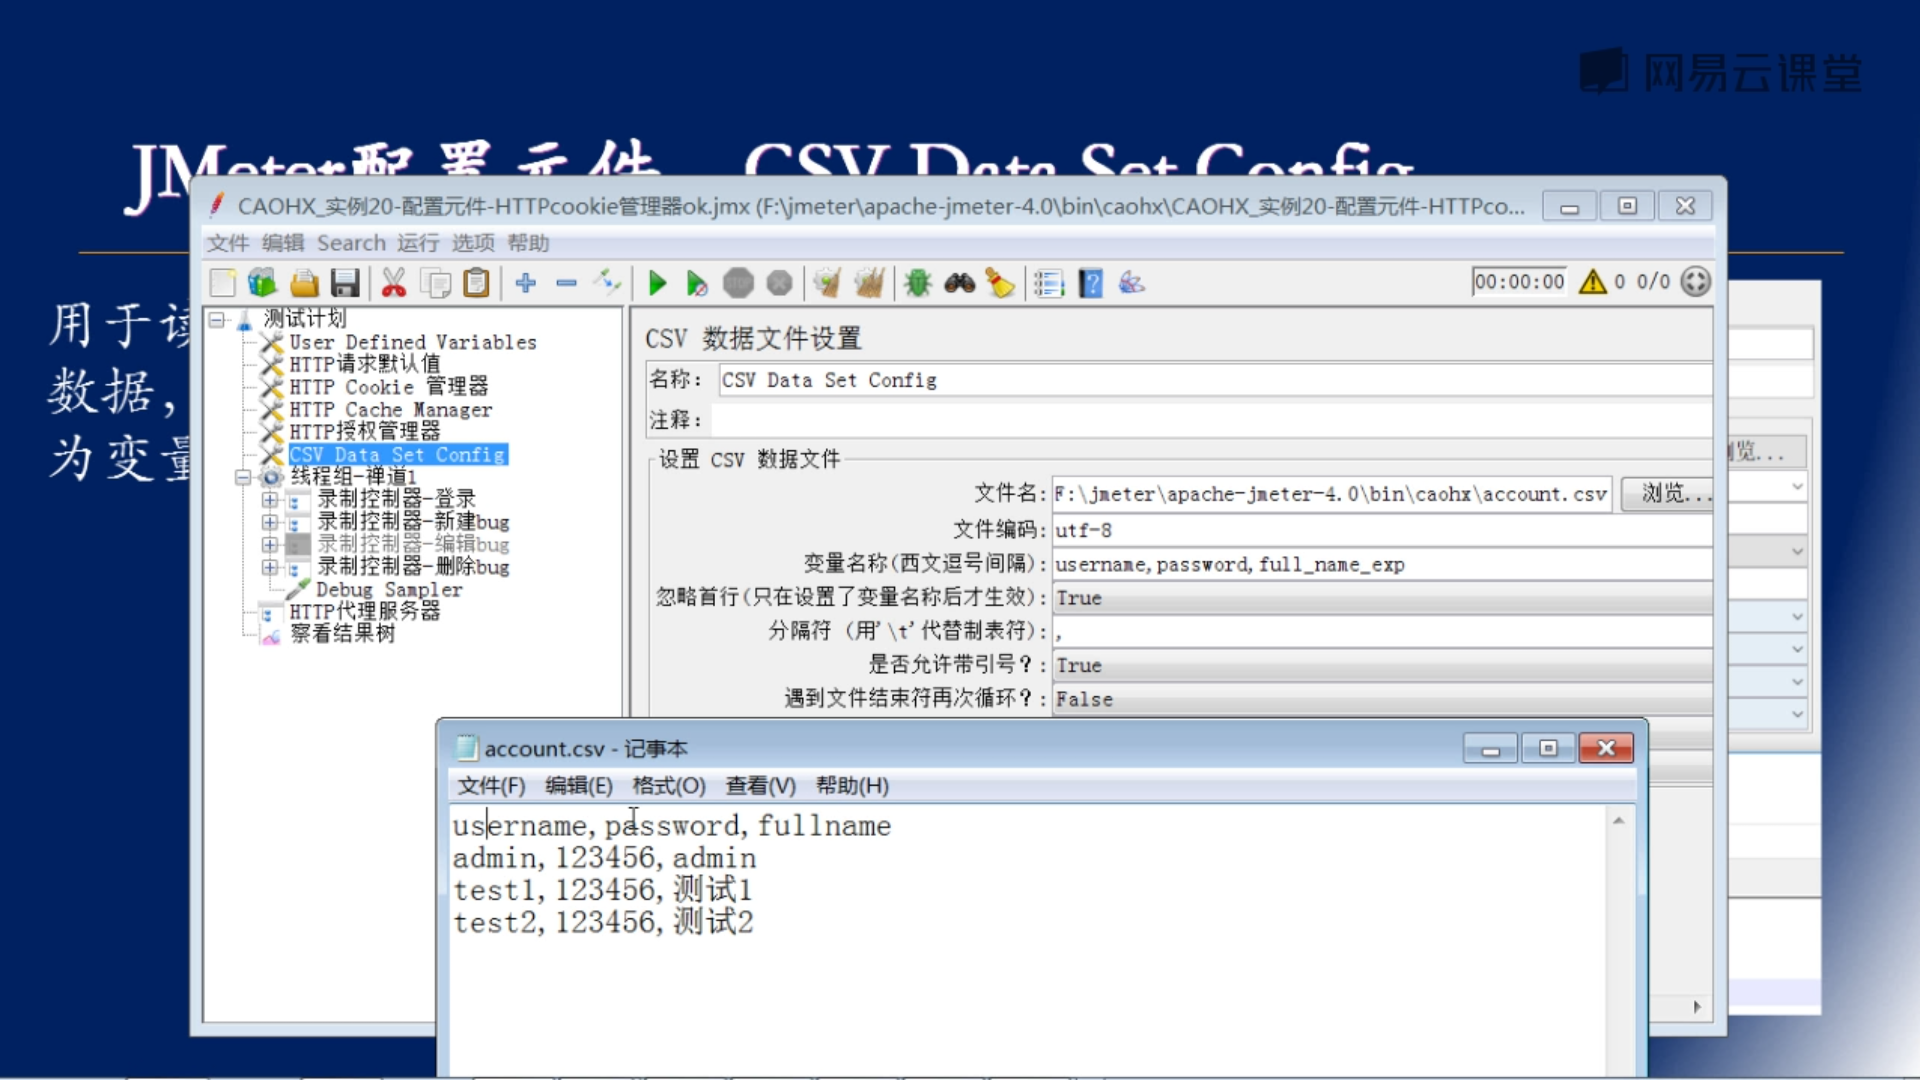 网易云课堂
JMeter配置元件 CSV Data Set Config
用于读
数据，
为变量
CAOHX_实例20-配置元件-HTTPcookie管理器ok.jmx (F:\jmeter\apache-jmeter-4.0\bin\caohx\CAOHX_实例20-配置元件-HTTPco...
文件 编辑 Search 运行 选项 帮助
00:00:00 0 0/0
测试计划
User Defined Variables
HTTP请求默认值
HTTP Cookie 管理器
HTTP Cache Manager
HTTP授权管理器
CSV Data Set Config
线程组-禅道1
录制控制器-登录
录制控制器-新建bug
录制控制器-编辑bug
录制控制器-删除bug
Debug Sampler
HTTP代理服务器
察看结果树
CSV 数据文件设置
名称： CSV Data Set Config
注释：
设置 CSV 数据文件
文件名: F:\jmeter\apache-jmeter-4.0\bin\caohx\account.csv 浏览...
文件编码: utf-8
变量名称(西文逗号间隔): username,password,full_name_exp
忽略首行(只在设置了变量名称后才生效): True
分隔符 (用'\t'代替制表符): ,
是否允许带引号？: True
遇到文件结束符再次循环？: False
览...
account.csv - 记事本
文件(F) 编辑(E) 格式(O) 查看(V) 帮助(H)
username,password,fullname
admin,123456,admin
test1,123456,测试1
test2,123456,测试2